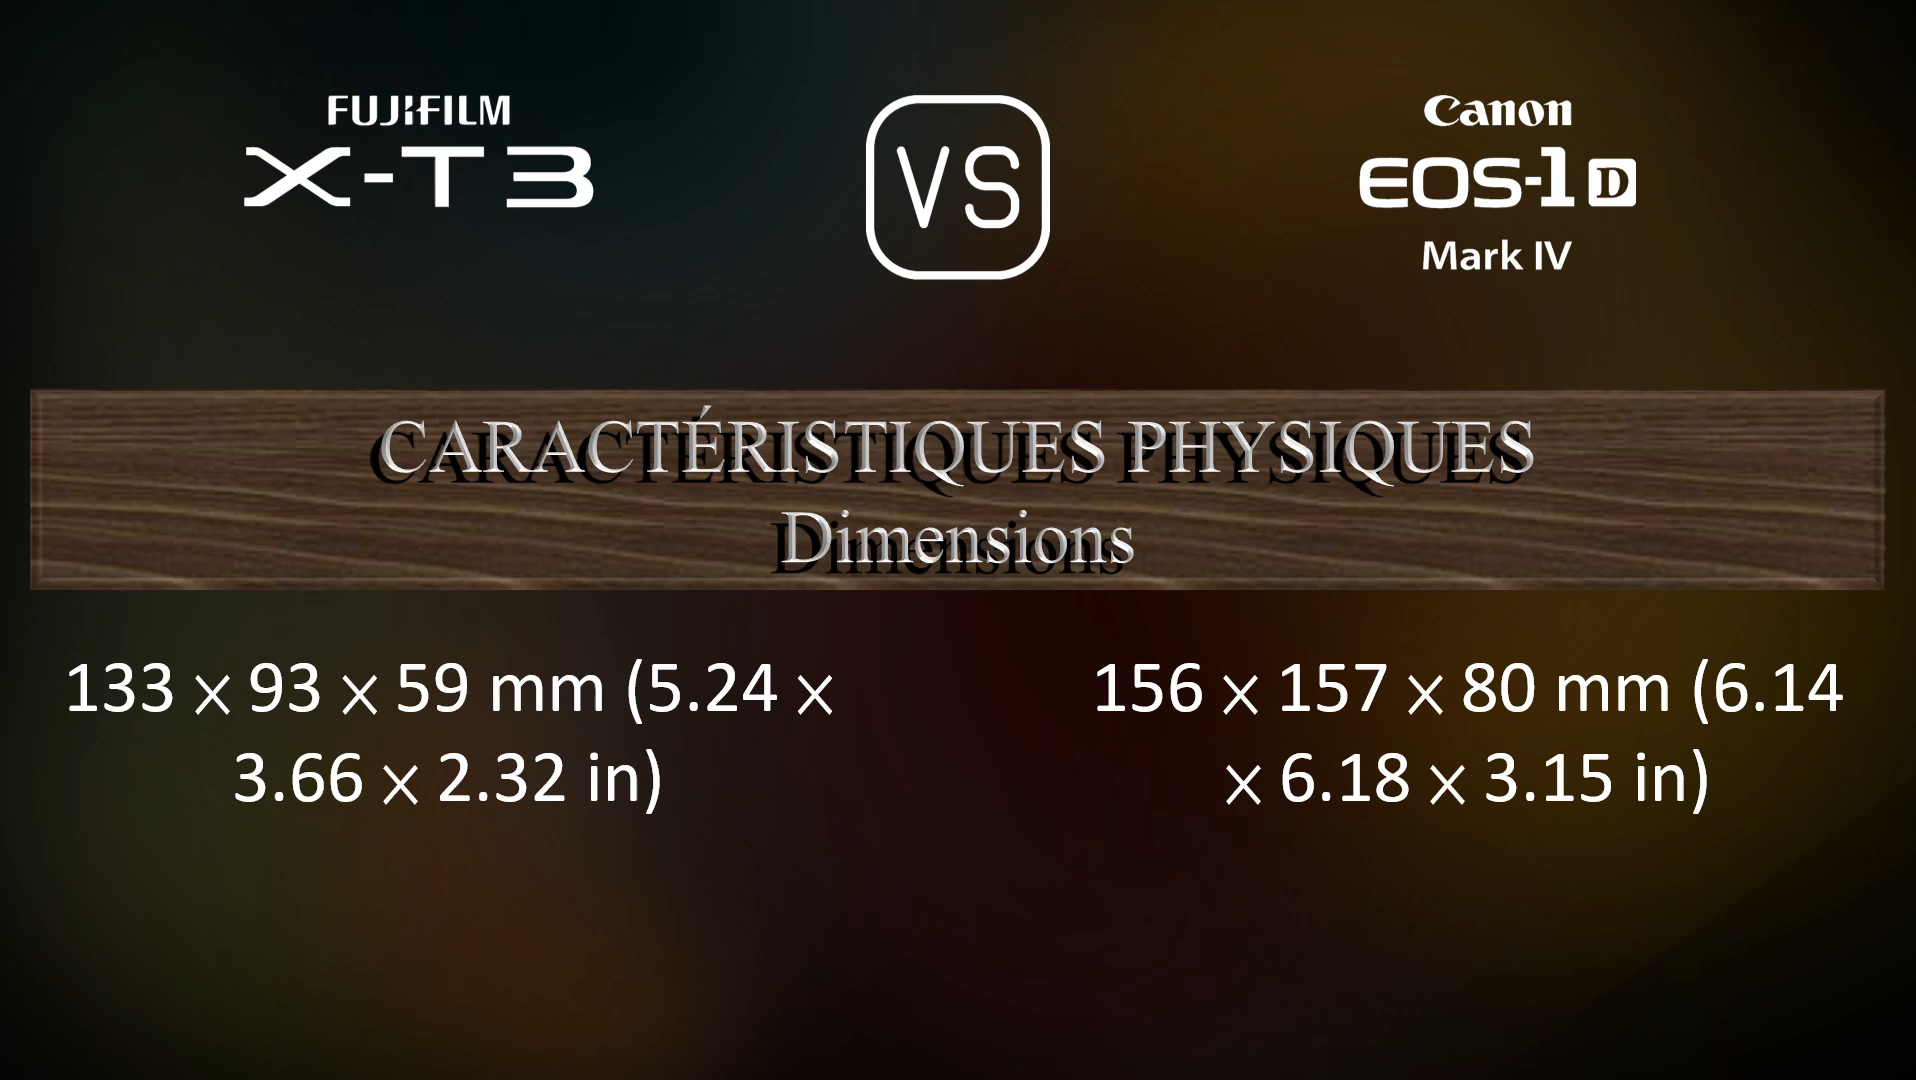 FUJIFILM
X-T3
VS
Canon
EOS-1D
Mark IV
CARACTÉRISTIQUES PHYSIQUES
Dimensions
133 x 93 x 59 mm (5.24 x
3.66 x 2.32 in)
156 x 157 x 80 mm (6.14
x 6.18 x 3.15 in)